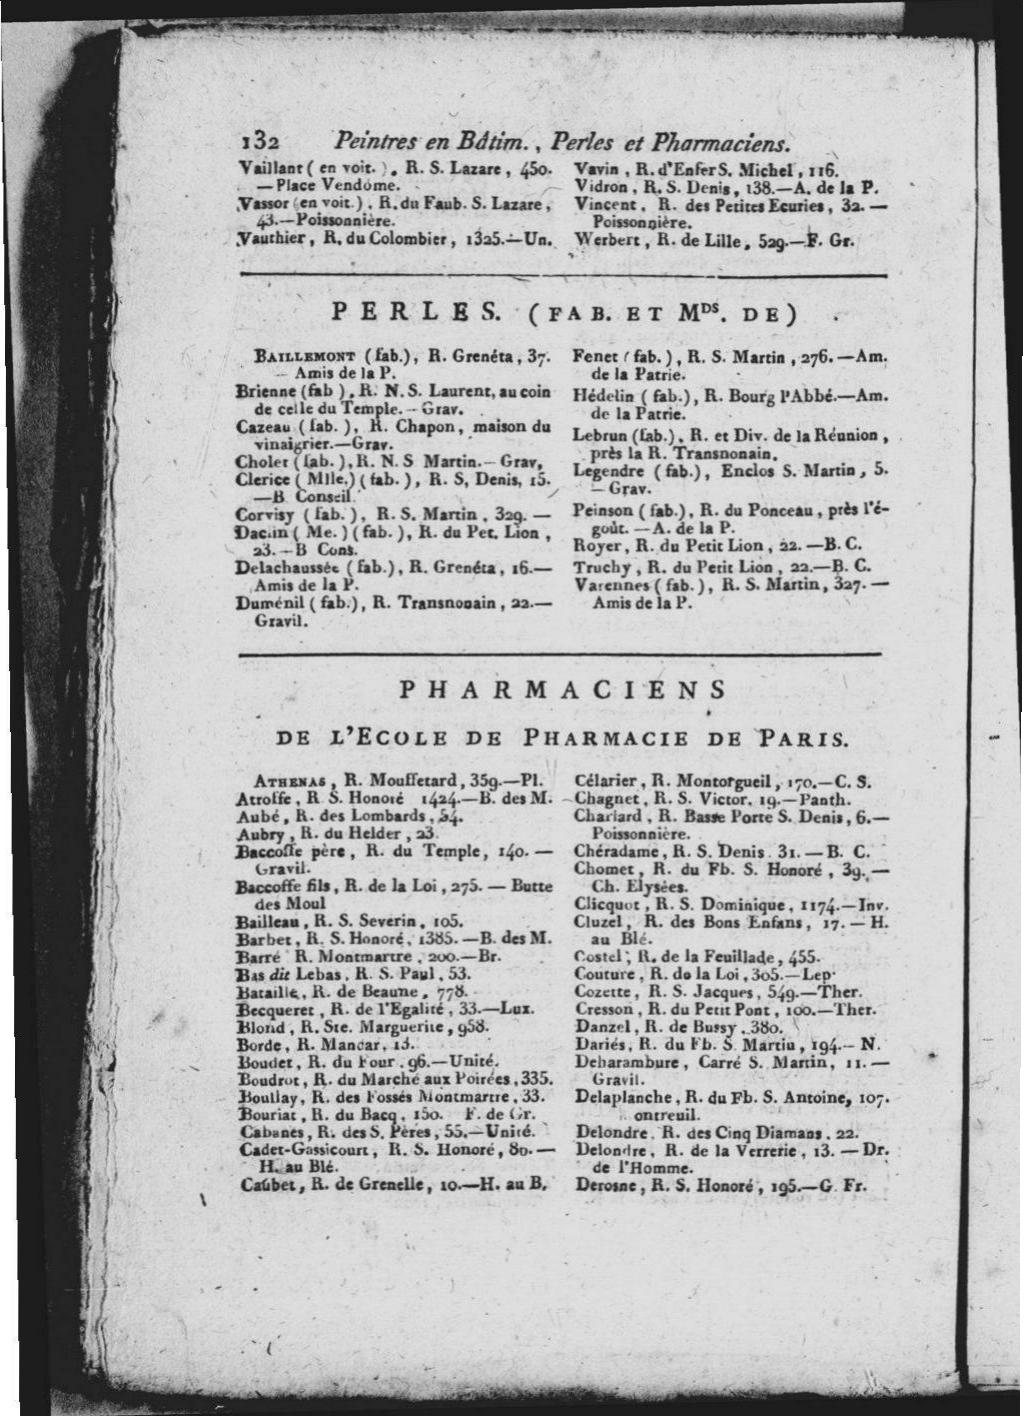 132 Peintres en Bâtim., Perles et Pharmaciens.
Vaillant ( en voit. ), R. S. Lazare, 450.
— Place Vendôme.
Vassor (en voit.), R. du Faub. S. Lazare,
43.—Poissonnière.
Vauthier, R. du Colombier, 1325.—Un.
Vavin, R. d'Enfer S. Michel, 116.
Vidron, R. S. Denis, 138.—A. de la P.
Vincent, R. des Petites Ecuries, 32. —
Poissonnière.
Werbert, R. de Lille, 529.—F. Gr.
PERLES. (FAB. ET MDS. DE)
BAILLEMONT (fab.), R. Grenéta, 37.
— Amis de la P.
Brienne (fab ), R. N. S. Laurent, au coin
de celle du Temple. — Grav.
Cazeau ( fab. ), R. Chapon, maison du
vinaigrier.—Grav.
Cholet ( fab. ), R. N. S Martin.— Grav,
Clerice ( Mlle.) ( fab. ), R. S, Denis, 15.
—B Conseil
Corvisy ( fab. ), R. S. Martin, 329. —
( Me. ) ( fab. ), R. du Pet. Lion,
23. —B Cons.
Delachaussée ( fab.), R. Grenéta, 16.—
Amis de la P.
Duménil ( fab.), R. Transnonain, 22.—
Gravil.
Fenet ( fab. ), R. S. Martin, 276. —Am.
de la Patrie.
Hédelin ( fab.), R. Bourg l'Abbé.—Am.
de la Patrie.
Lebrun (fab.), R. et Div. de la Réunion,
près la R. Transnonain.
Legendre ( fab.), Enclos S. Martin, 5.
— Grav.
Peinson ( fab.), R. du Ponceau, près l'é-
goût. —A. de la P.
Royer, R. du Petit Lion, 22. —B. C.
Truchy, R. du Petit Lion, 22.—B. C.
Varennes ( fab.), R. S. Martin, 327. —
Amis de la P.
PHARMACIENS
DE L'ECOLE DE PHARMACIE DE PARIS.
ATHENAS, R. Mouffetard, 359.—Pl.
Atroffe, R S. Honoré 1424.—B. des M.
Aubé, R. des Lombards, 54.
Aubry, R. du Helder, 23.
Baccoffe père, R. du Temple, 140. —
Gravil.
Baccoffe fils, R. de la Loi, 275. — Butte
des Moul
Bailleau, R. S. Severin, 105.
Barbet, R. S. Honoré, 1385. —B. des M.
Barré R. Montmartre, 200.—Br.
Bas dit Lebas, R. S. Paul, 53.
Bataille, R. de Beaune, 778.
Becqueret, R. de l'Egalité, 33.—Lux.
Blond, R. Ste. Marguerite, 958.
Borde, R. Mandar, 13.
Boudet, R. du Four, 96.—Unité.
Boudrot, R. du Marché aux Poirées, 335.
Boullay, R. des Fossés Montmartre, 33.
Bouriat, R. du Bacq, 150. F. de Gr.
Cabanes, R. des S. Pères, 55.—Unité.
Cadet-Gassicourt, R. S. Honoré, 80. —
H. au Blé.
Caubet, R. de Grenelle, 10.—H. au B.
Célarier, R. Montorgueil, 170.—C. S.
Chagnet, R. S. Victor, 19.—Panth.
Charlard, R. Basse Porte S. Denis, 6.—
Poissonnière.
Chéradame, R. S. Denis. 31. — B. C.
Chomet, R. du Fb. S. Honoré, 39. —
Ch. Elysées.
Clicquot, R. S. Dominique, 1174.—Inv.
Cluzel, R. des Bons Enfans, 17. — H.
au Blé.
Costel, R. de la Feuillade, 455.
Couture, R. de la Loi, 305.—Lep.
Cozette, R. S. Jacques, 549.—Ther.
Cresson, R. du Petit Pont, 100.—Ther.
Danzel, R. de Bussy, 380.
Dariés, R. du Fb. S. Martin, 194.— N.
Deharambure, Carré S. Martin, 11. —
Gravil.
Delaplanche, R. du Fb. S. Antoine, 107.
ontreuil.
Delondre, R. des Cinq Diamans, 22.
Delondre, R. de la Verrerie, 13. — Dr.
de l'Homme.
Derosne, R. S. Honoré, 195.—G Fr.